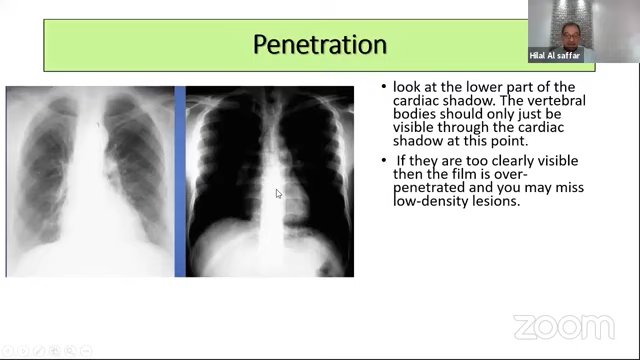 Penetration
Hilal Al saffar
• look at the lower part of the
cardiac shadow. The vertebral
bodies should only just be
visible through the cardiac
shadow at this point.
• If they are too clearly visible
then the film is over-
penetrated and you may miss
low-density lesions.
zoom